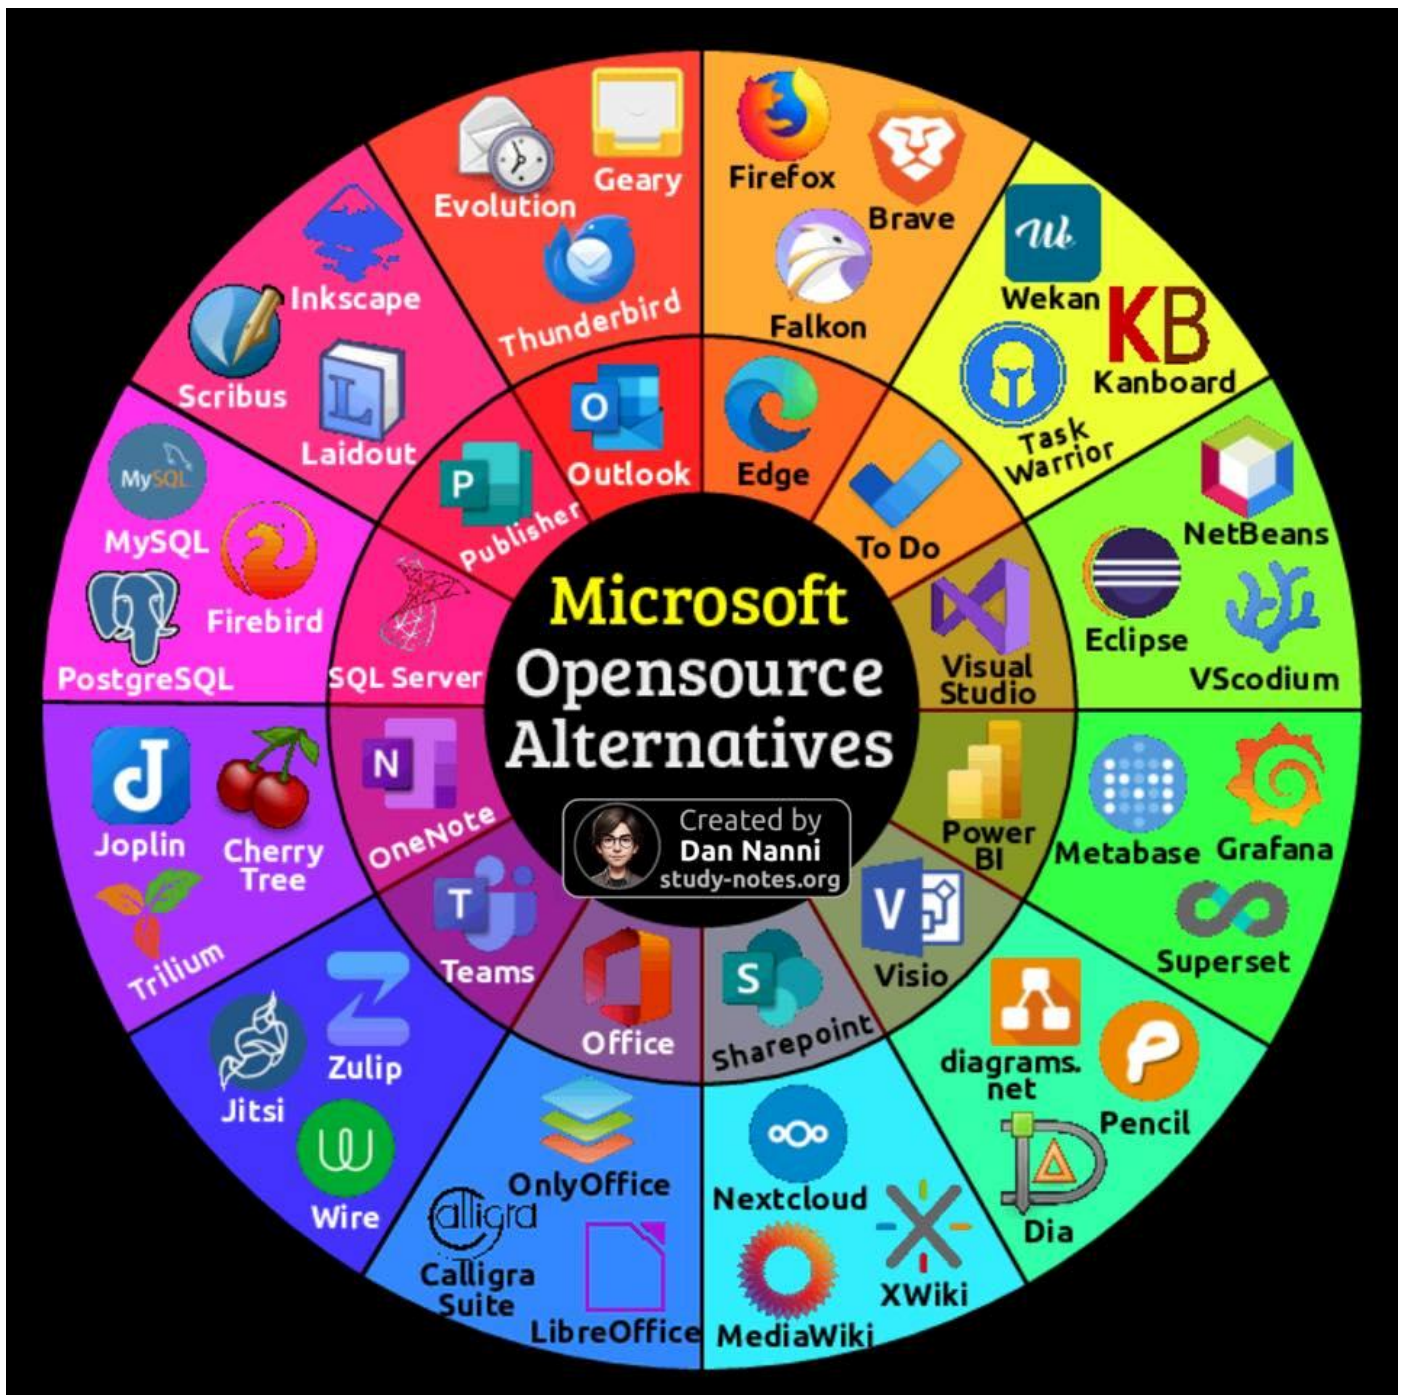 Microsoft
Opensource
Alternatives
Created by
Dan Nanni
study-notes.org
Edge
Firefox
Brave
Falkon
To Do
Wekan
KB
Kanboard
Task
Warrior
Visual
Studio
NetBeans
Eclipse
VScodium
Power
BI
Metabase
Grafana
Superset
V
Visio
diagrams.
net
Pencil
Dia
S
Sharepoint
Nextcloud
XWiki
MediaWiki
Office
OnlyOffice
Calligra
Calligra
Suite
LibreOffice
T
Teams
Zulip
Jitsi
Wire
N
OneNote
Joplin
Cherry
Tree
Trilium
SQL Server
MySQL
MySQL
Firebird
PostgreSQL
P
Publisher
Inkscape
Scribus
L
Laidout
O
Outlook
Evolution
Geary
Thunderbird